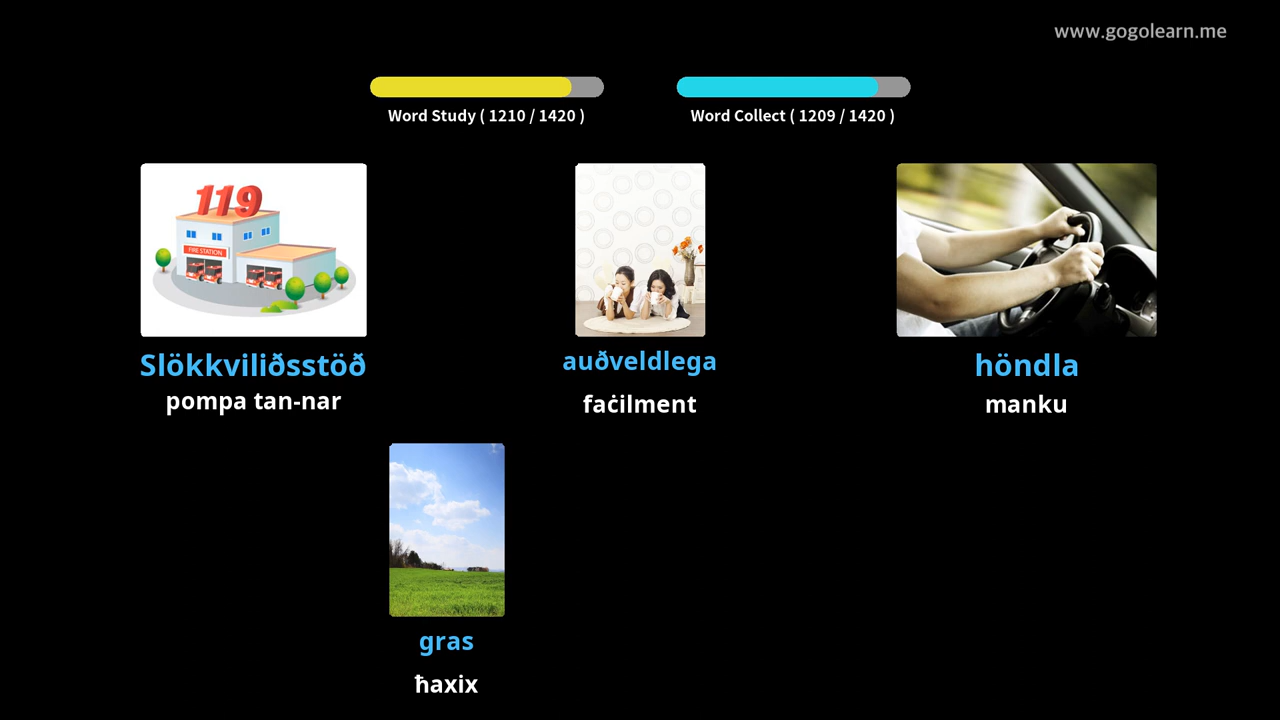 www.gogolearn.me
Word Study ( 1210 / 1420 )
Word Collect ( 1209 / 1420 )
119
FIRE STATION
Slökkviliðsstöð
pompa tan-nar
auðveldlega
faċilment
höndla
manku
gras
ħaxix